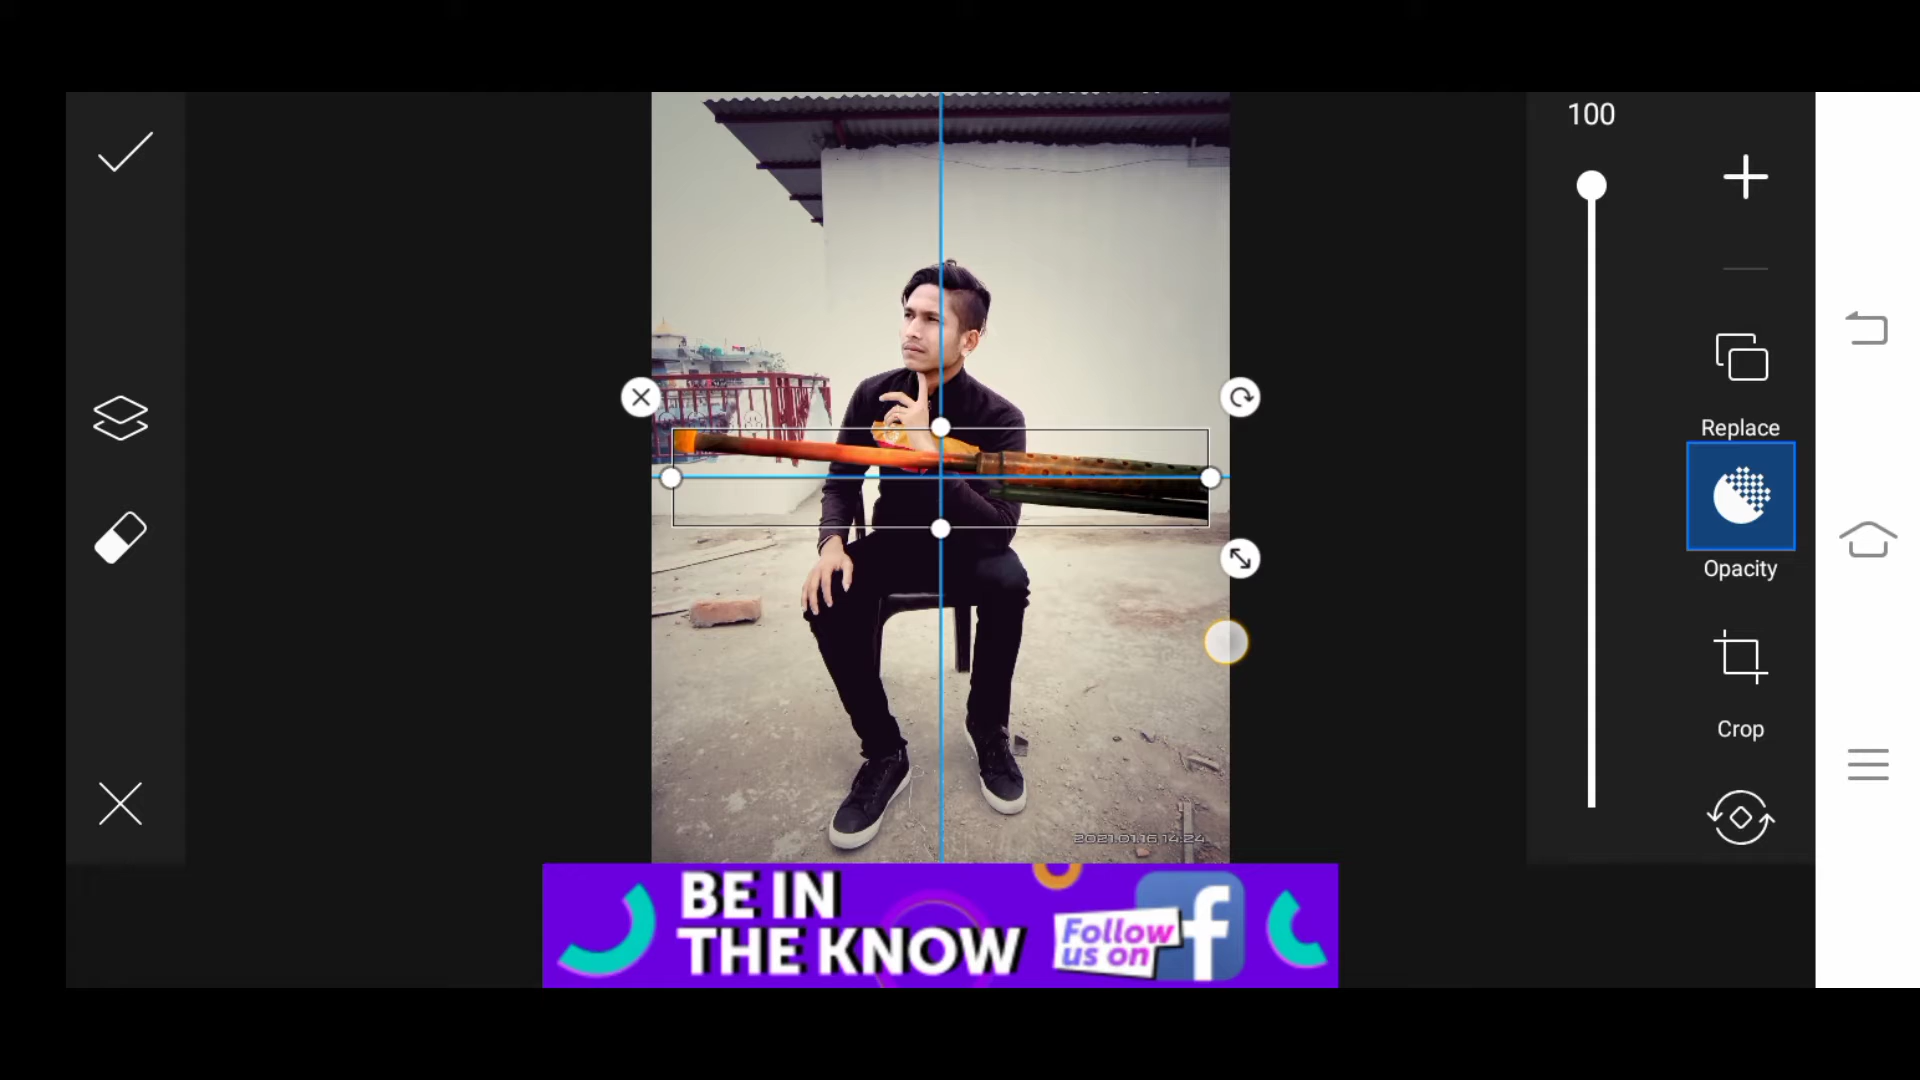 100
Replace
Opacity
Crop
2021.01.16 14:24
BE IN
THE KNOW
Follow
us on
f